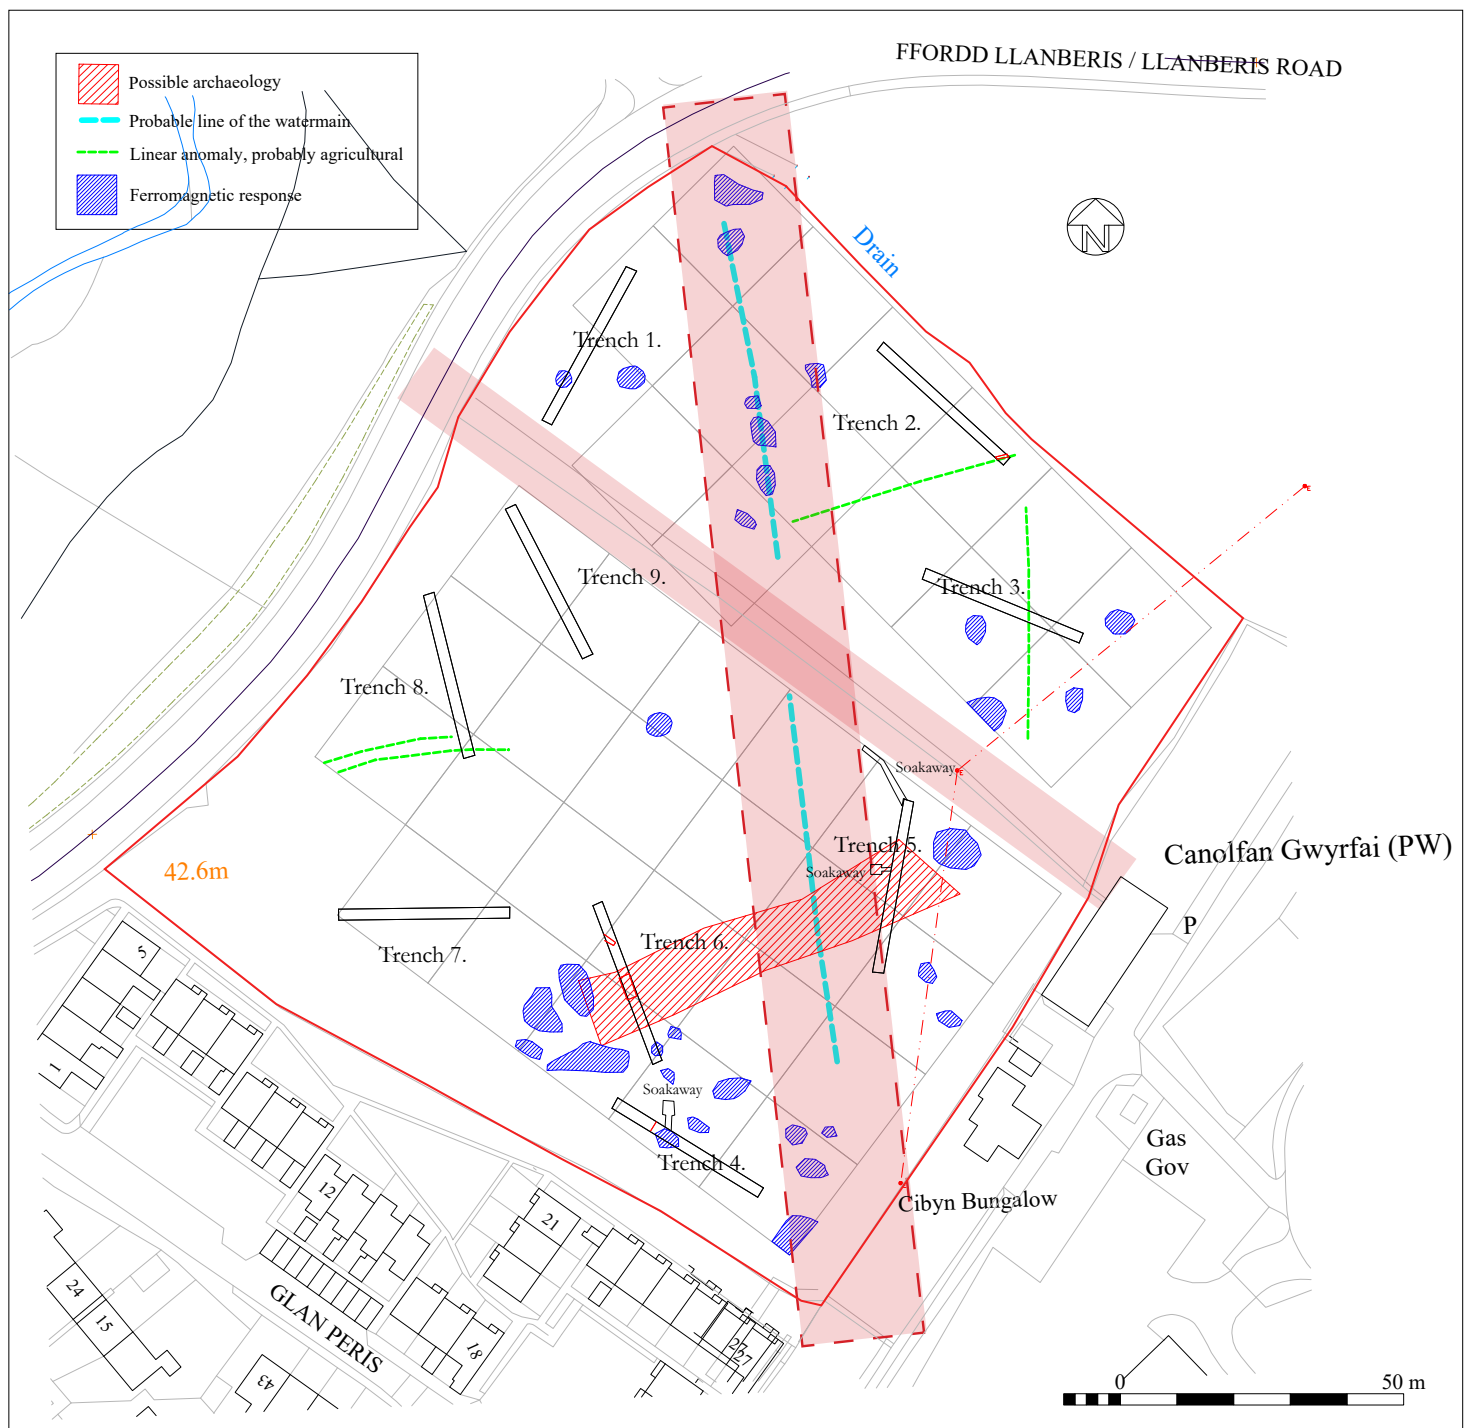 FFORDD LLANBERIS / LLANBERIS ROAD
Possible archaeology
Probable line of the watermain
Linear anomaly, probably agricultural
Ferromagnetic response
N
Drain
Trench 1.
Trench 2.
E
Trench 9.
Trench 3.
Trench 8.
Soakaway
E
Trench 5.
Soakaway
42.6m
Canolfan Gwyrfai (PW)
P
Trench 6.
Trench 7.
5
1
Soakaway
Trench 4.
Gas
Gov
Cibyn Bungalow
12
21
24
15
GLAN PERIS
18
43
27
27
0
50 m